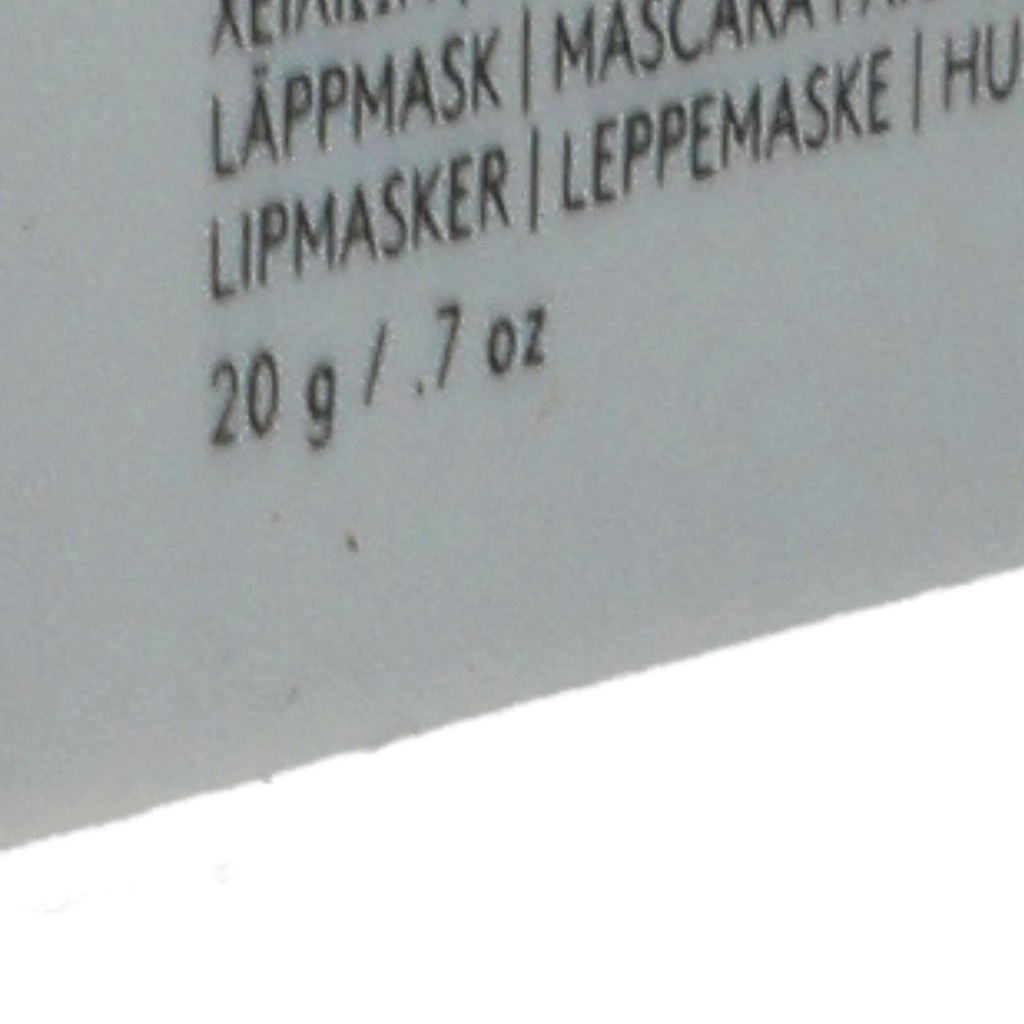 LÄPPMASK | MASCARA
LIPMASKER | LEPPEMASKE | HU
20 g / .7 oz